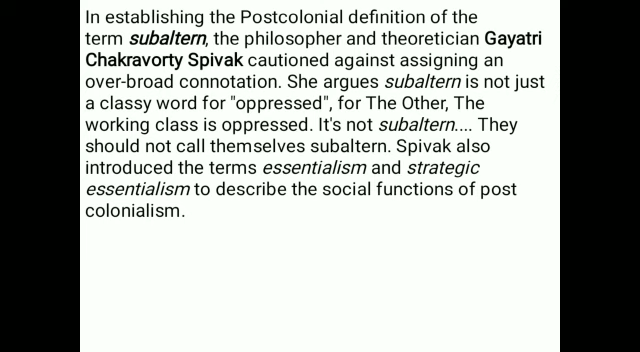 In establishing the Postcolonial definition of the
term subaltern, the philosopher and theoretician Gayatri
Chakravorty Spivak cautioned against assigning an
over-broad connotation. She argues subaltern is not just
a classy word for "oppressed", for The Other, The
working class is oppressed. It's not subaltern.... They
should not call themselves subaltern. Spivak also
introduced the terms essentialism and strategic
essentialism to describe the social functions of post
colonialism.